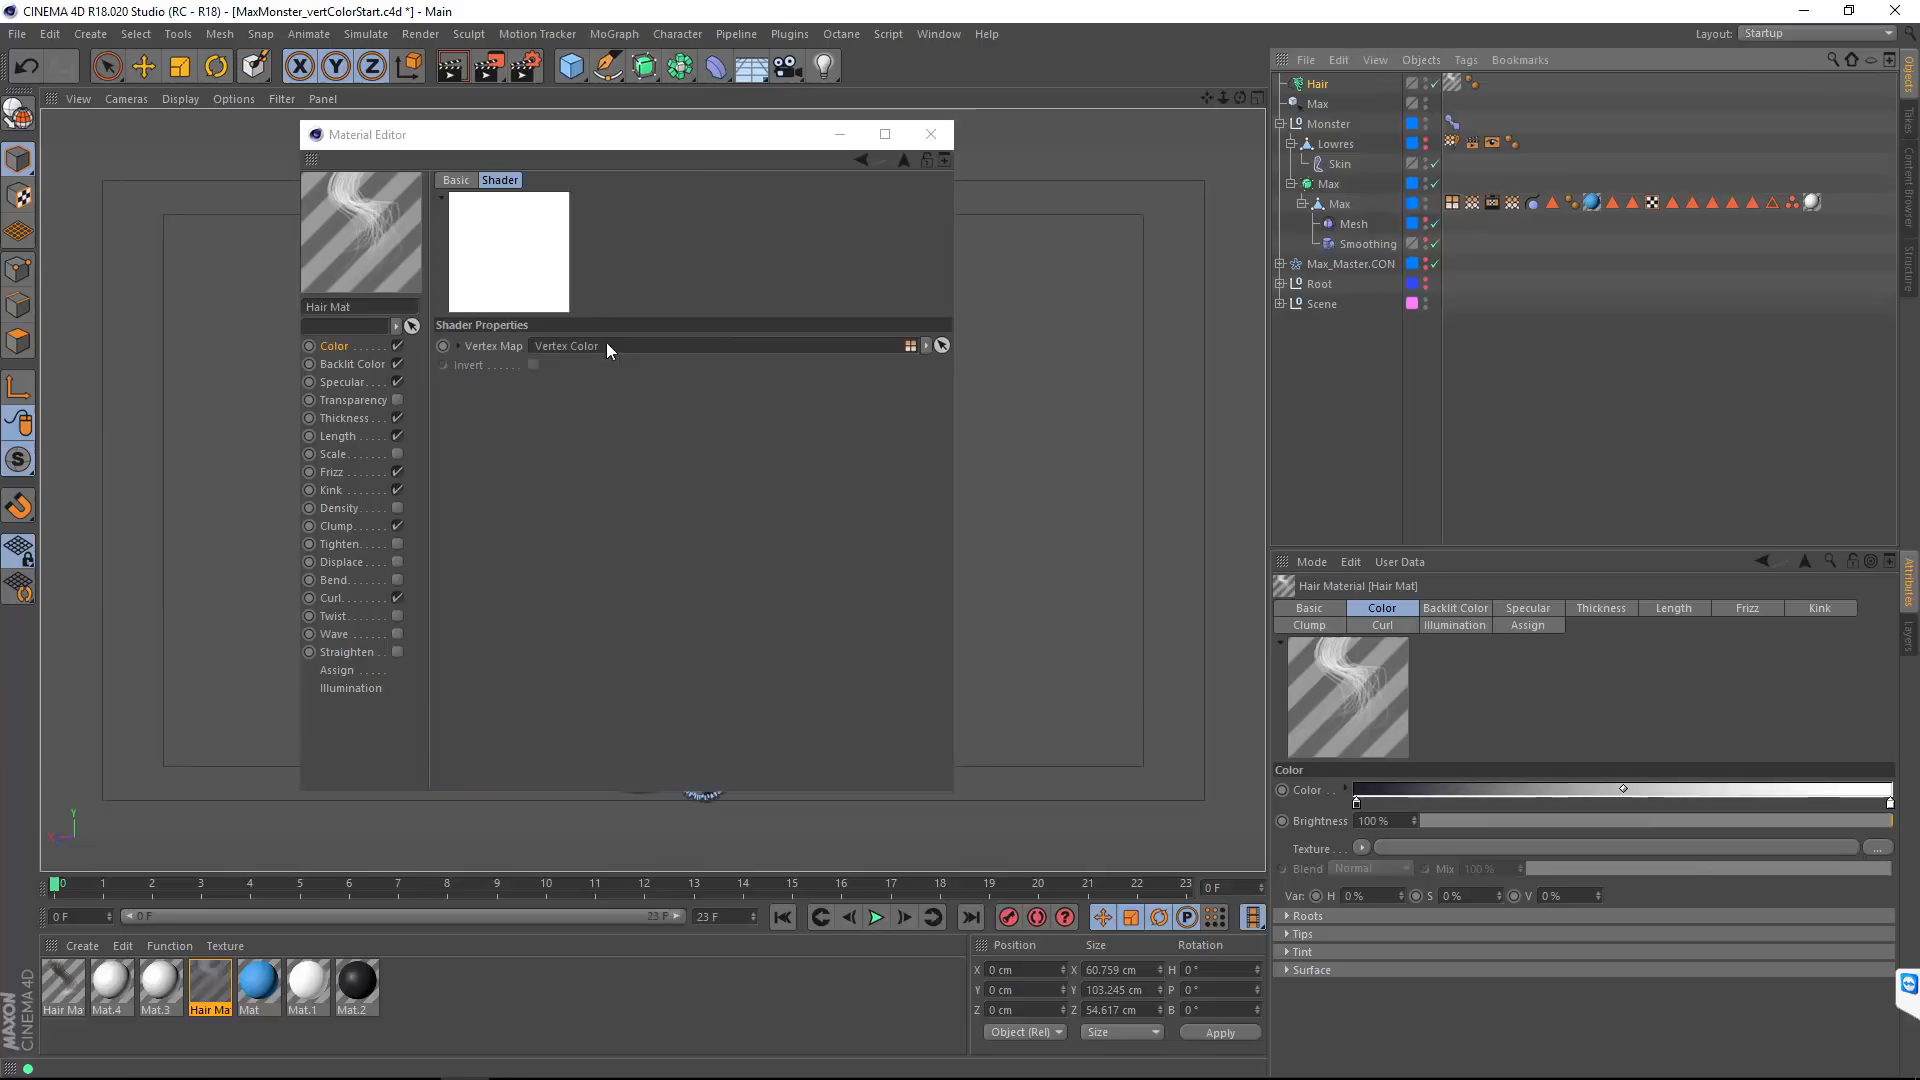 CINEMA 4D R18.020 Studio (RC - R18) - [MaxMonster_vertColorStart.c4d *] - Main
File Edit Create Select Tools Mesh Snap Animate Simulate Render Sculpt Motion Tracker MoGraph Character Pipeline Plugins Octane Script Window Help
Layout: Startup
View Cameras Display Options Filter Panel
Material Editor
Basic Shader
Hair Mat
Shader Properties
Vertex Map Vertex Color
Invert . . . . . .
Color . . . . . .
Backlit Color
Specular. . . .
Transparency
Thickness . . .
Length . . . . .
Scale. . . . . . .
Frizz . . . . . . .
Kink . . . . . . .
Density. . . . .
Clump. . . . . .
Tighten. . . . .
Displace . . . .
Bend. . . . . . .
Curl. . . . . . . .
Twist. . . . . . .
Wave . . . . . .
Straighten . .
Assign . . . . .
Illumination
File Edit View Objects Tags Bookmarks
Hair
Max
Monster
Lowres
Skin
Max
Max
Mesh
Smoothing
Max_Master.CON
Root
Scene
Objects
Takes
Content Browser
Structure
Mode Edit User Data
Hair Material [Hair Mat]
Basic Color Backlit Color Specular Thickness Length Frizz Kink
Clump Curl Illumination Assign
Color
Color . .
Brightness 100 %
Texture . . . ...
Blend Normal Mix 100 %
Var: H 0 % S 0 % V 0 %
Roots
Tips
Tint
Surface
Attributes
Layers
Y
X
0 1 2 3 4 5 6 7 8 9 10 11 12 13 14 15 16 17 18 19 20 21 22 23 0 F
0 F 0 F 23 F 23 F
Create Edit Function Texture
Hair Ma Mat.4 Mat.3 Hair Ma Mat Mat.1 Mat.2
Position Size Rotation
X 0 cm X 60.759 cm H 0 °
Y 0 cm Y 103.245 cm P 0 °
Z 0 cm Z 54.617 cm B 0 °
Object (Rel) Size Apply
MAXON
CINEMA 4D